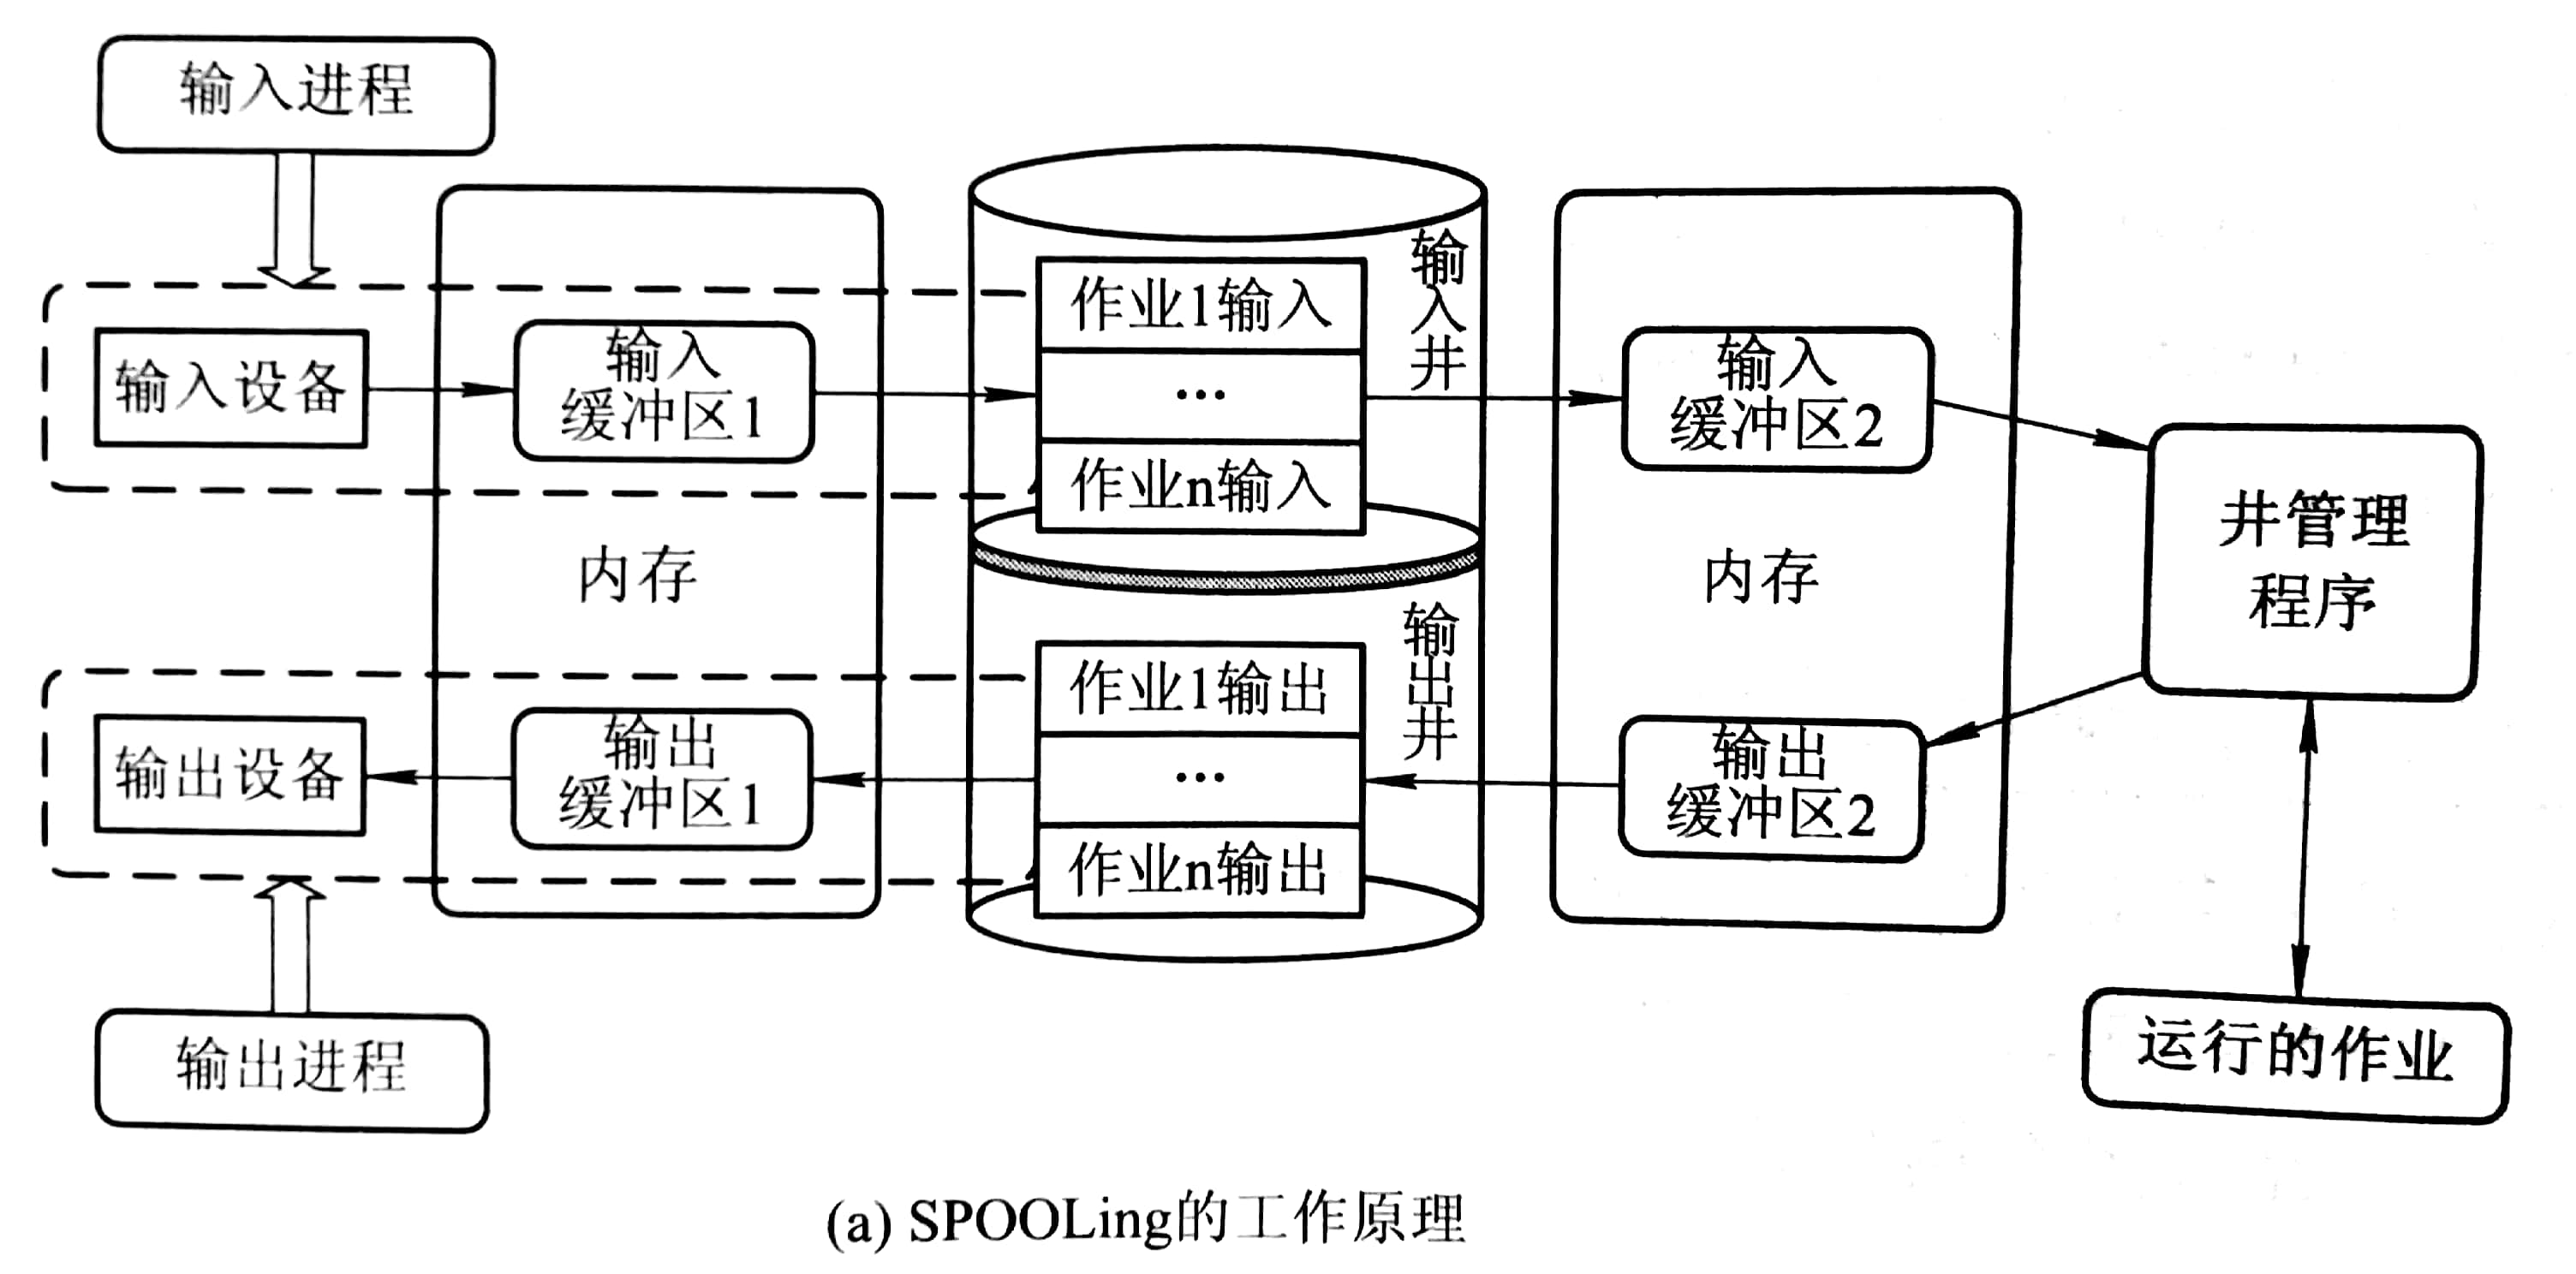 输入进程
输入设备
输入
缓冲区1
作业1输入
...
作业n输入
输入井
输入
缓冲区2
井管理
程序
内存
内存
输出设备
输出
缓冲区1
作业1输出
...
作业n输出
输出井
输出
缓冲区2
输出进程
运行的作业
(a) SPOOLing的工作原理